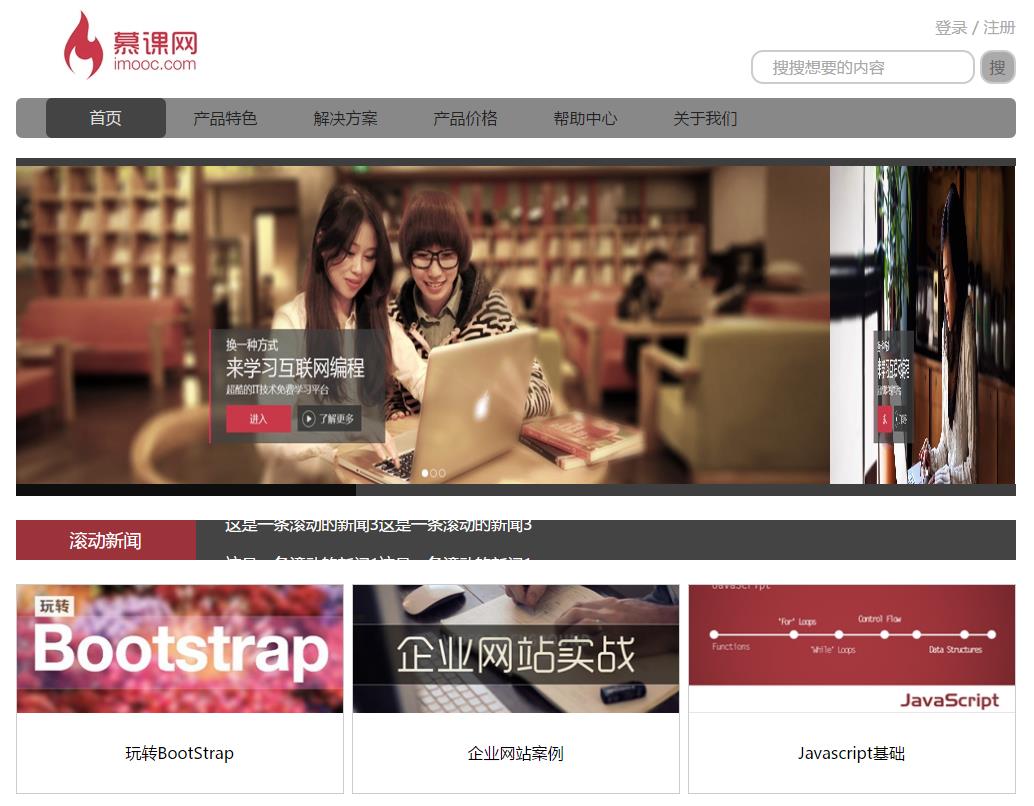 慕课网
imooc.com
登录 / 注册
搜搜想要的内容
搜
首页
产品特色
解决方案
产品价格
帮助中心
关于我们
换一种方式
来学习互联网编程
超酷的IT技术免费学习平台
进入
了解更多
滚动新闻
这是一条滚动的新闻3这是一条滚动的新闻3
玩转
Bootstrap
企业网站实战
JavaScript
"For" Loops
Control Flow
Functions
"While" Loops
Data Structures
JavaScript
玩转BootStrap
企业网站案例
Javascript基础